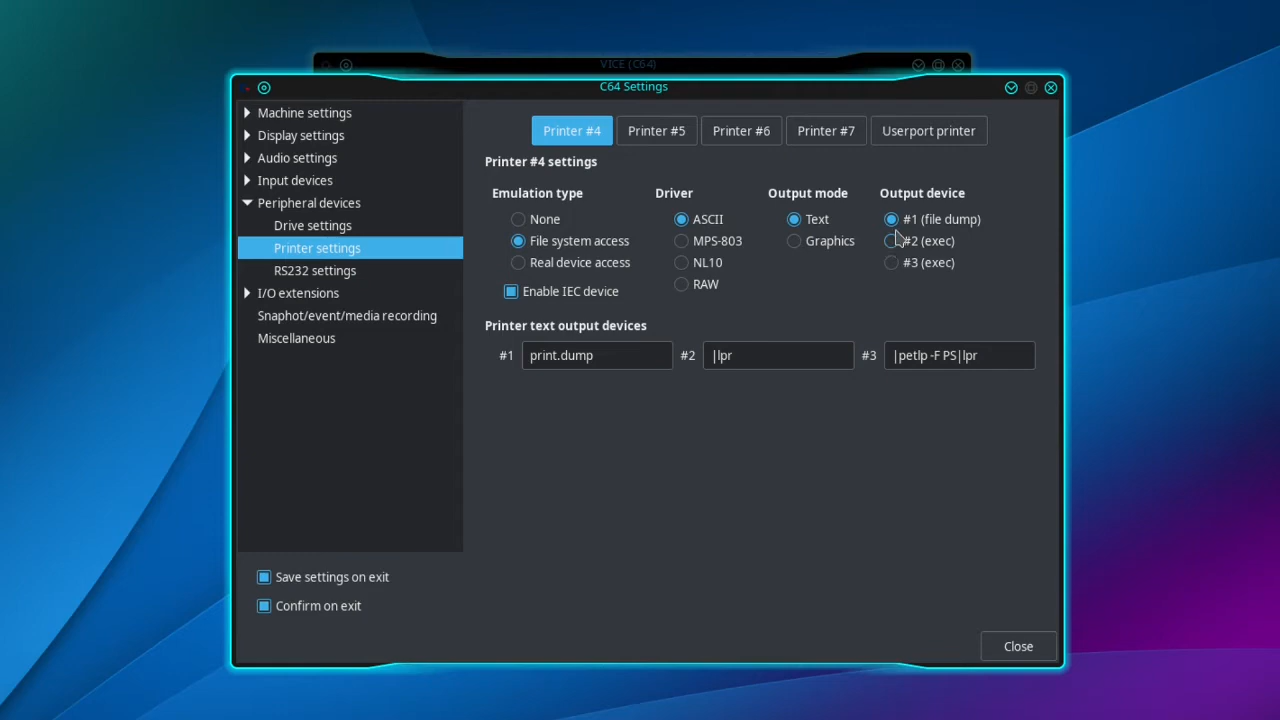 VICE (C64)
C64 Settings
Machine settings
Display settings
Audio settings
Input devices
Peripheral devices
Drive settings
Printer settings
RS232 settings
I/O extensions
Snaphot/event/media recording
Miscellaneous
Save settings on exit
Confirm on exit
Printer #4 Printer #5 Printer #6 Printer #7 Userport printer
Printer #4 settings
Emulation type Driver Output mode Output device
None ASCII Text #1 (file dump)
File system access MPS-803 Graphics #2 (exec)
Real device access NL10 #3 (exec)
Enable IEC device RAW
Printer text output devices
#1 print.dump #2 |lpr #3 |petlp -F PS|lpr
Close